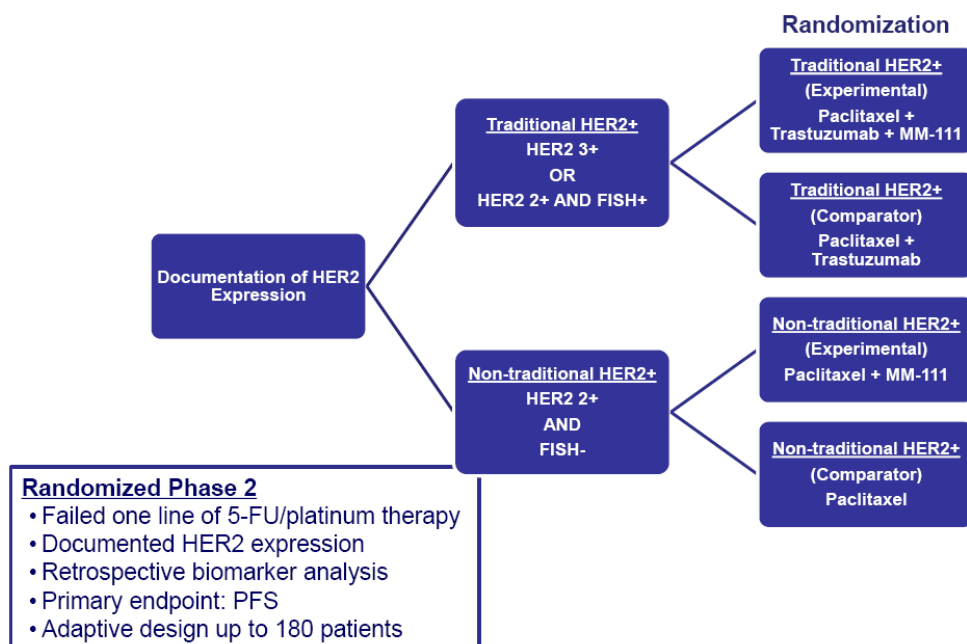 Randomization
Documentation of HER2
Expression
Traditional HER2+
HER2 3+
OR
HER2 2+ AND FISH+
Non-traditional HER2+
HER2 2+
AND
FISH-
Traditional HER2+
(Experimental)
Paclitaxel +
Trastuzumab + MM-111
Traditional HER2+
(Comparator)
Paclitaxel +
Trastuzumab
Non-traditional HER2+
(Experimental)
Paclitaxel + MM-111
Non-traditional HER2+
(Comparator)
Paclitaxel
Randomized Phase 2
• Failed one line of 5-FU/platinum therapy
• Documented HER2 expression
• Retrospective biomarker analysis
• Primary endpoint: PFS
• Adaptive design up to 180 patients